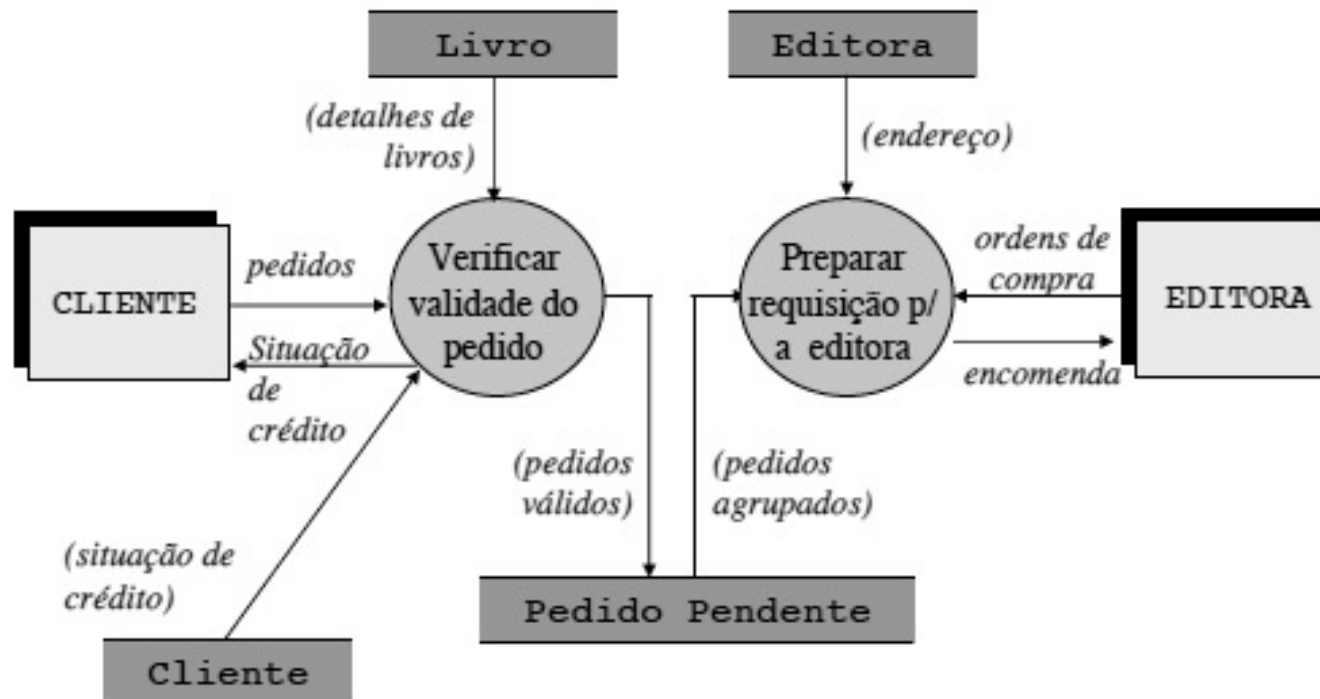 Livro
Editora
(detalhes de
livros)
(endereço)
CLIENTE
pedidos
Situação
de
crédito
Verificar
validade do
pedido
Preparar
requisição p/
a editora
ordens de
compra
encomenda
EDITORA
(pedidos
válidos)
(pedidos
agrupados)
(situação de
crédito)
Pedido Pendente
Cliente